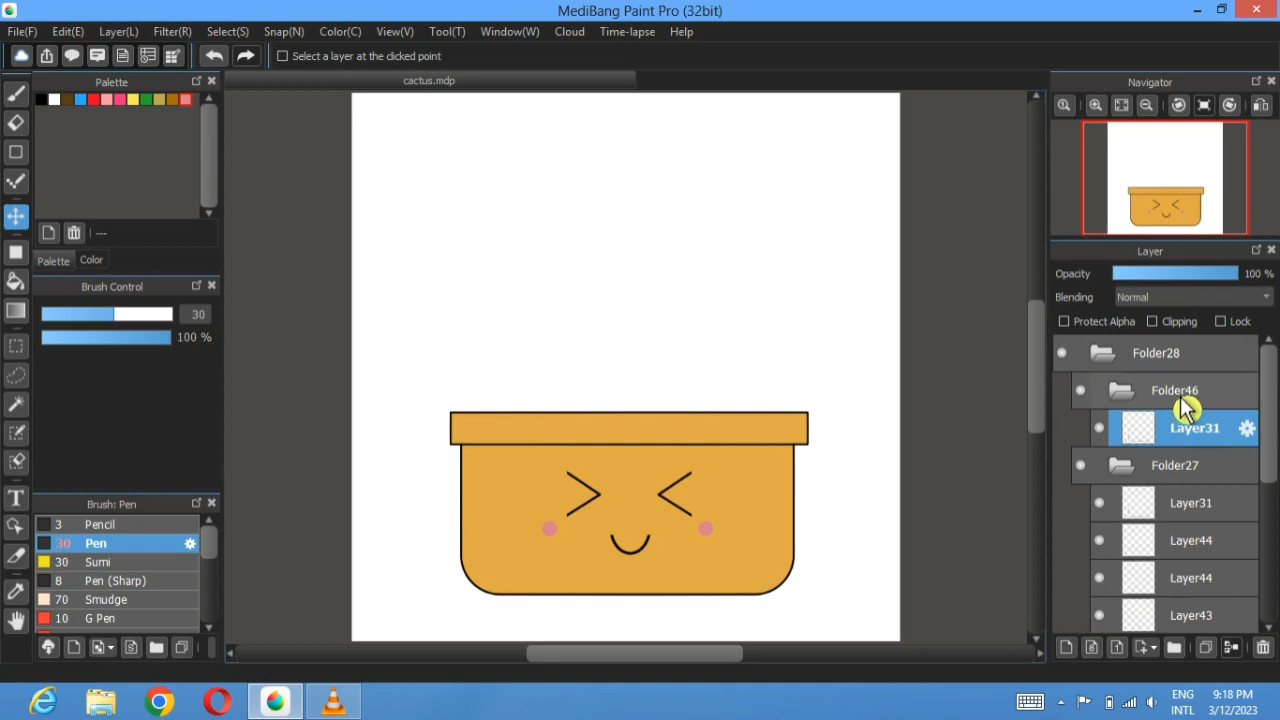 MediBang Paint Pro (32bit)
File(F) Edit(E) Layer(L) Filter(R) Select(S) Snap(N) Color(C) View(V) Tool(T) Window(W) Cloud Time-lapse Help
Select a layer at the clicked point
Palette
cactus.mdp
Navigator
---
Palette Color
Layer
Opacity 100 %
Brush Control
Blending Normal
30
Protect Alpha Clipping Lock
100 %
Folder28
Folder46
Layer31
Folder27
Brush: Pen
Layer31
3 Pencil
30 Pen
Layer44
30 Sumi
8 Pen (Sharp)
Layer44
70 Smudge
10 G Pen
Layer43
ENG 9:18 PM
INTL 3/12/2023